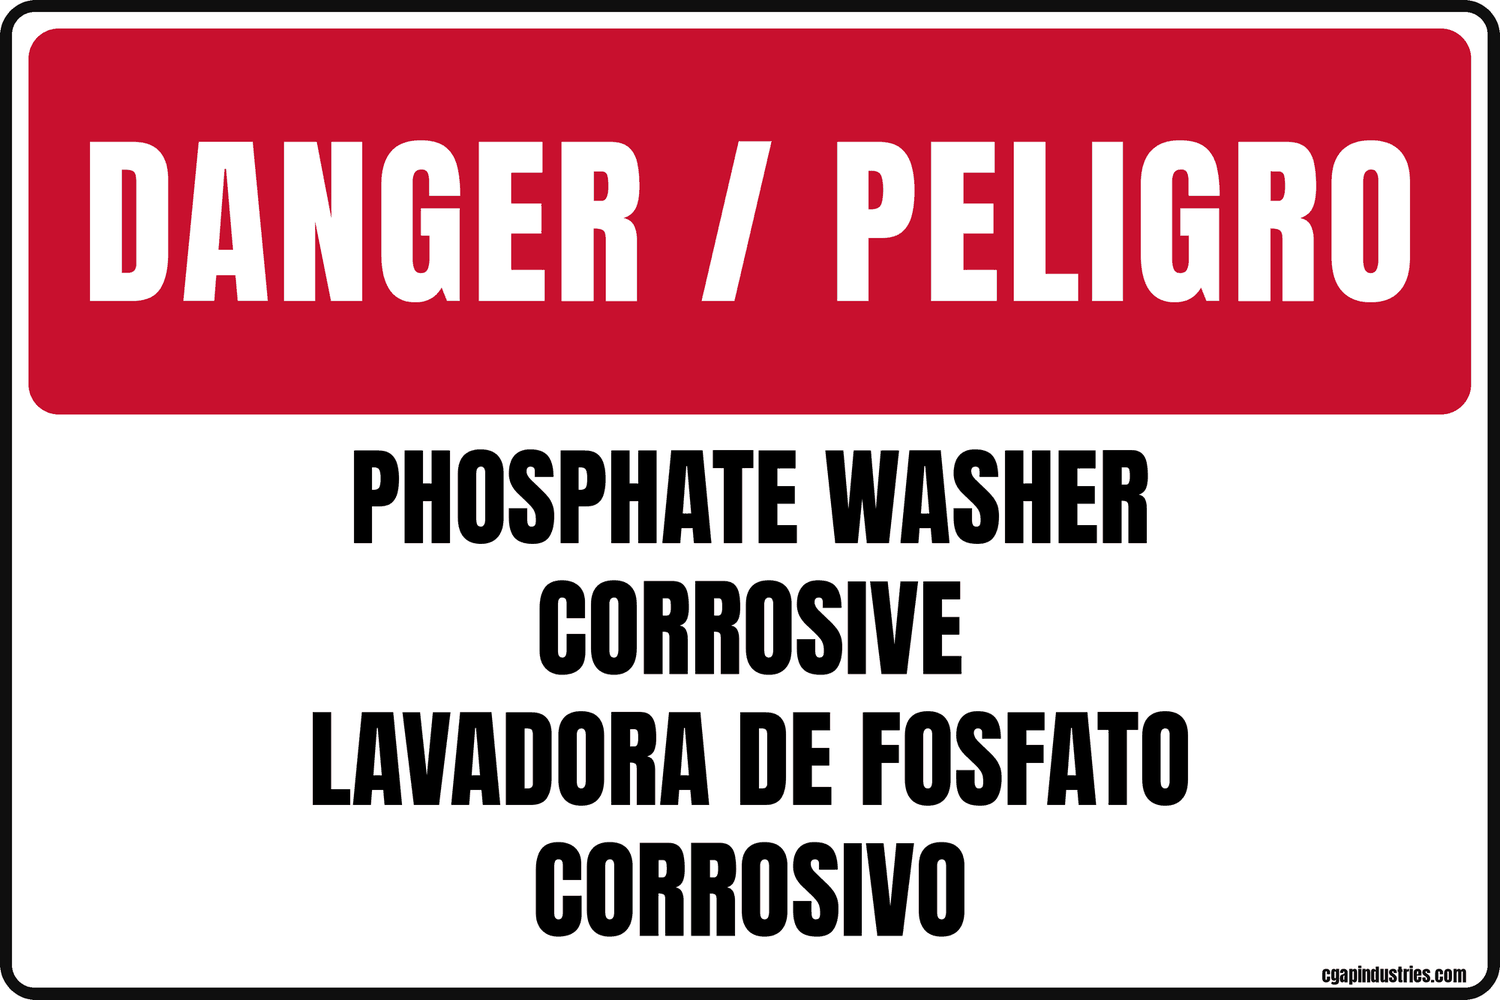 DANGER / PELIGRO
PHOSPHATE WASHER
CORROSIVE
LAVADORA DE FOSFATO
CORROSIVO
cgapindustries.com